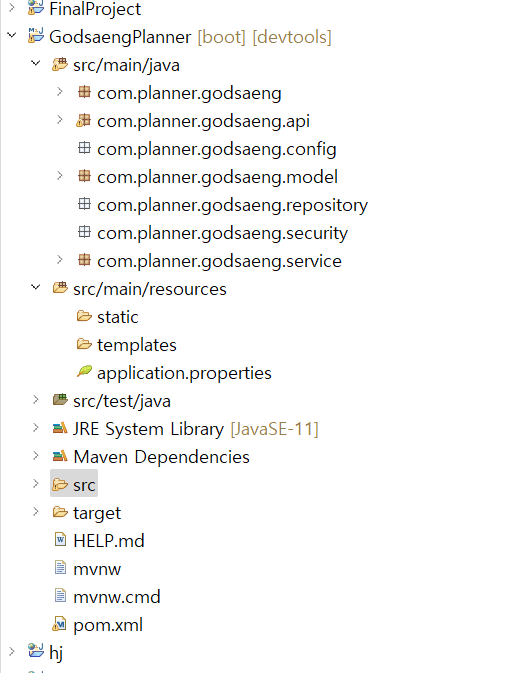 FinalProject
GodsaengPlanner [boot] [devtools]
src/main/java
com.planner.godsaeng
com.planner.godsaeng.api
com.planner.godsaeng.config
com.planner.godsaeng.model
com.planner.godsaeng.repository
com.planner.godsaeng.security
com.planner.godsaeng.service
src/main/resources
static
templates
application.properties
src/test/java
JRE System Library [JavaSE-11]
Maven Dependencies
src
target
HELP.md
mvnw
mvnw.cmd
pom.xml
hj